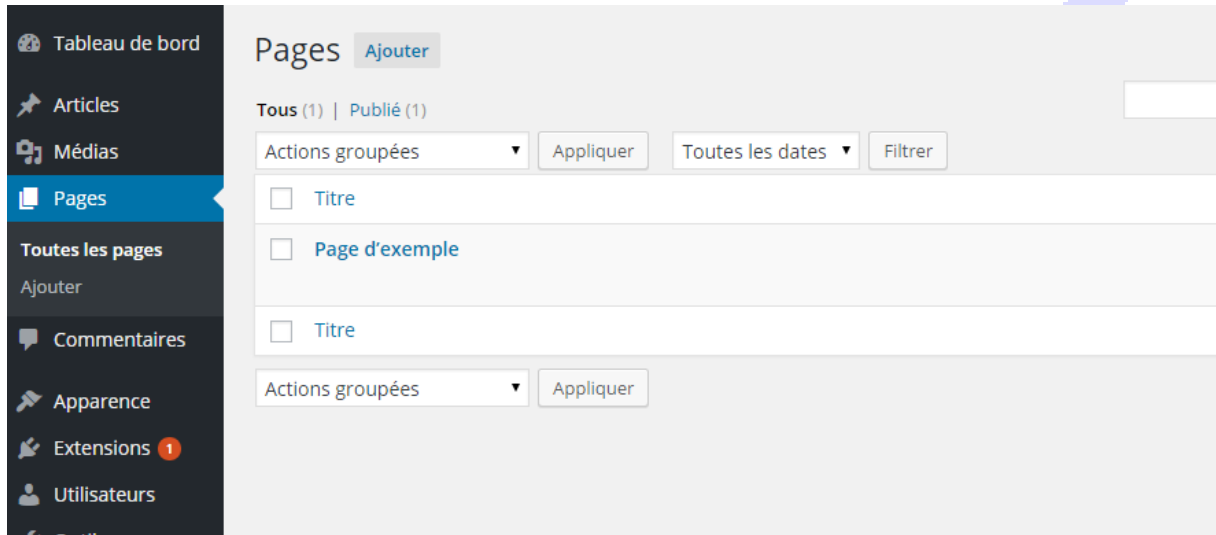 Tableau de bord
Articles
Médias
Pages
Toutes les pages
Ajouter
Commentaires
Apparence
Extensions 1
Utilisateurs
Pages Ajouter
Tous (1) | Publié (1)
Actions groupées Appliquer Toutes les dates Filtrer
Titre
Page d’exemple
Titre
Actions groupées Appliquer